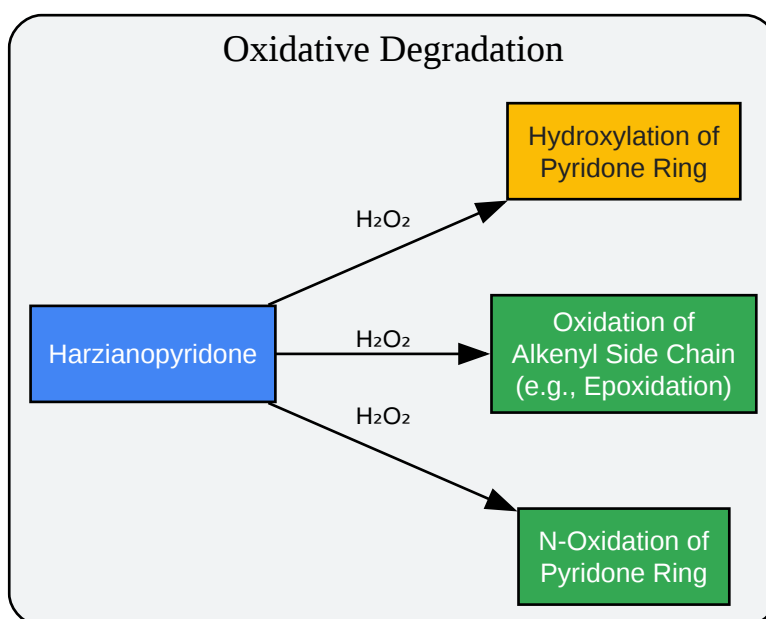 Oxidative Degradation
Hydroxylation of
Pyridone Ring
H₂O₂
Harzianopyridone
H₂O₂
Oxidation of
Alkenyl Side Chain
(e.g., Epoxidation)
H₂O₂
N-Oxidation of
Pyridone Ring